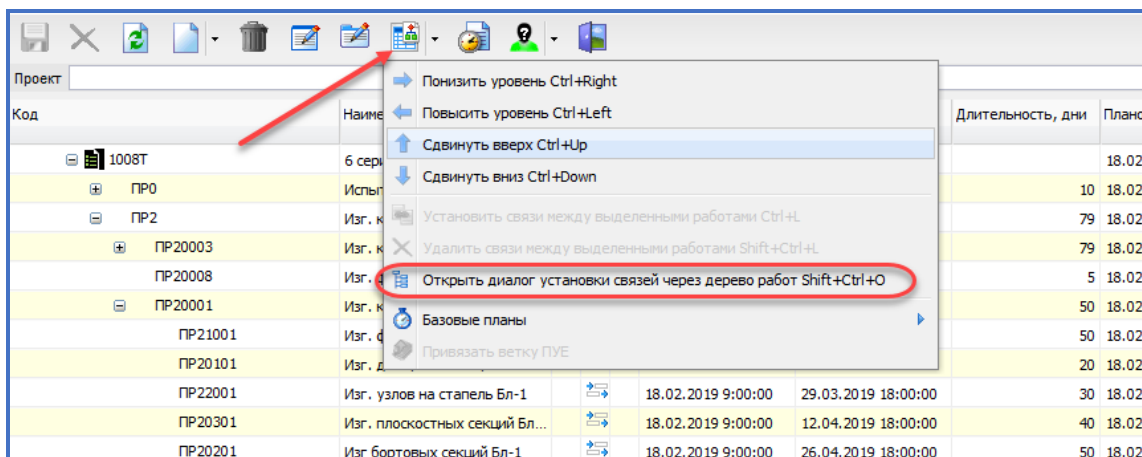 Проект
Код Наиме Длительность, дни Плано
Понизить уровень Ctrl+Right
Повысить уровень Ctrl+Left
Сдвинуть вверх Ctrl+Up
Сдвинуть вниз Ctrl+Down
Установить связи между выделенными работами Ctrl+L
Удалить связи между выделенными работами Shift+Ctrl+L
Открыть диалог установки связей через дерево работ Shift+Ctrl+O
Базовые планы
Привязать ветку ПУЕ
1008Т 6 сери 18.02
ПР0 Испыт 10 18.02
ПР2 Изг. к 79 18.02
ПР20003 Изг. к 79 18.02
ПР20008 Изг. 5 18.02
ПР20001 Изг. к 50 18.02
ПР21001 Изг. ф 50 18.02
ПР20101 Изг. д 20 18.02
ПР22001 Изг. узлов на стапель Бл-1 18.02.2019 9:00:00 29.03.2019 18:00:00 30 18.02
ПР20301 Изг. плоскостных секций Бл... 18.02.2019 9:00:00 12.04.2019 18:00:00 40 18.02
ПР20201 Изг бортовых секций Бл-1 18.02.2019 9:00:00 26.04.2019 18:00:00 50 18.02